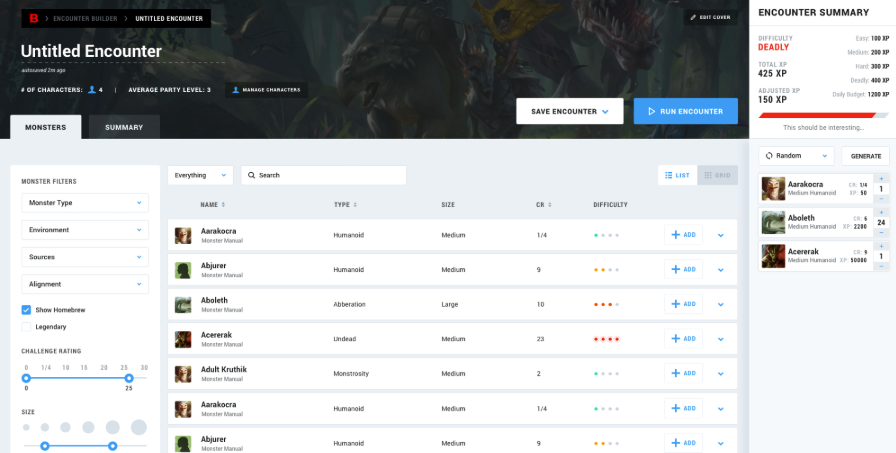 B > ENCOUNTER BUILDER > UNTITLED ENCOUNTER
EDIT COVER
Untitled Encounter
autosaved 2m ago
# OF CHARACTERS: 4 | AVERAGE PARTY LEVEL: 3
MANAGE CHARACTERS
SAVE ENCOUNTER
RUN ENCOUNTER
MONSTERS
SUMMARY
MONSTER FILTERS
Monster Type
Environment
Sources
Alignment
Show Homebrew
Legendary
CHALLENGE RATING
0 1/4 10 15 20 25 30
0 25
SIZE
Everything
Search
LIST
GRID
NAME TYPE SIZE CR DIFFICULTY
Aarakocra
Monster Manual
Humanoid Medium 1/4 ADD
Abjurer
Monster Manual
Humanoid Medium 9 ADD
Aboleth
Monster Manual
Abberation Large 10 ADD
Acererak
Monster Manual
Undead Medium 23 ADD
Adult Kruthik
Monster Manual
Monstrosity Medium 2 ADD
Aarakocra
Monster Manual
Humanoid Medium 1/4 ADD
Abjurer
Monster Manual
Humanoid Medium 9 ADD
ENCOUNTER SUMMARY
DIFFICULTY
DEADLY
TOTAL XP
425 XP
ADJUSTED XP
150 XP
Easy: 100 XP
Medium: 200 XP
Hard: 300 XP
Deadly: 400 XP
Daily Budget: 1200 XP
This should be interesting...
Random
GENERATE
Aarakocra CR: 1/4
Medium Humanoid XP: 50
+
1
−
Aboleth CR: 5
Medium Humanoid XP: 2200
+
24
−
Acererak CR: 9
Medium Humanoid XP: 50000
+
1
−